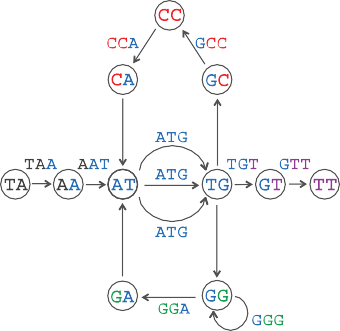 CC
CCA GCC
CA GC
ATG
TAA AAT ATG TGT GTT
TA AA AT TG GT TT
ATG
GA GG
GGA GGG